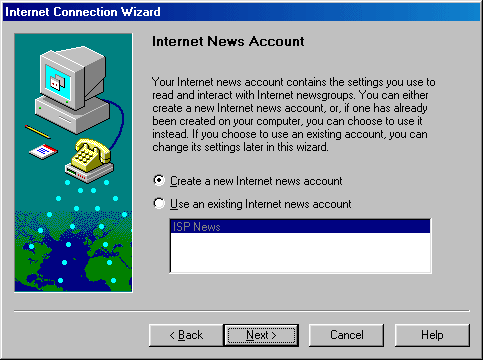 Internet Connection Wizard
Internet News Account
Your Internet news account contains the settings you use to
read and interact with Internet newsgroups. You can either
create a new Internet news account, or, if one has already
been created on your computer, you can choose to use it
instead. If you choose to use an existing account, you can
change its settings later in this wizard.
Create a new Internet news account
Use an existing Internet news account
ISP News
< Back Next > Cancel Help